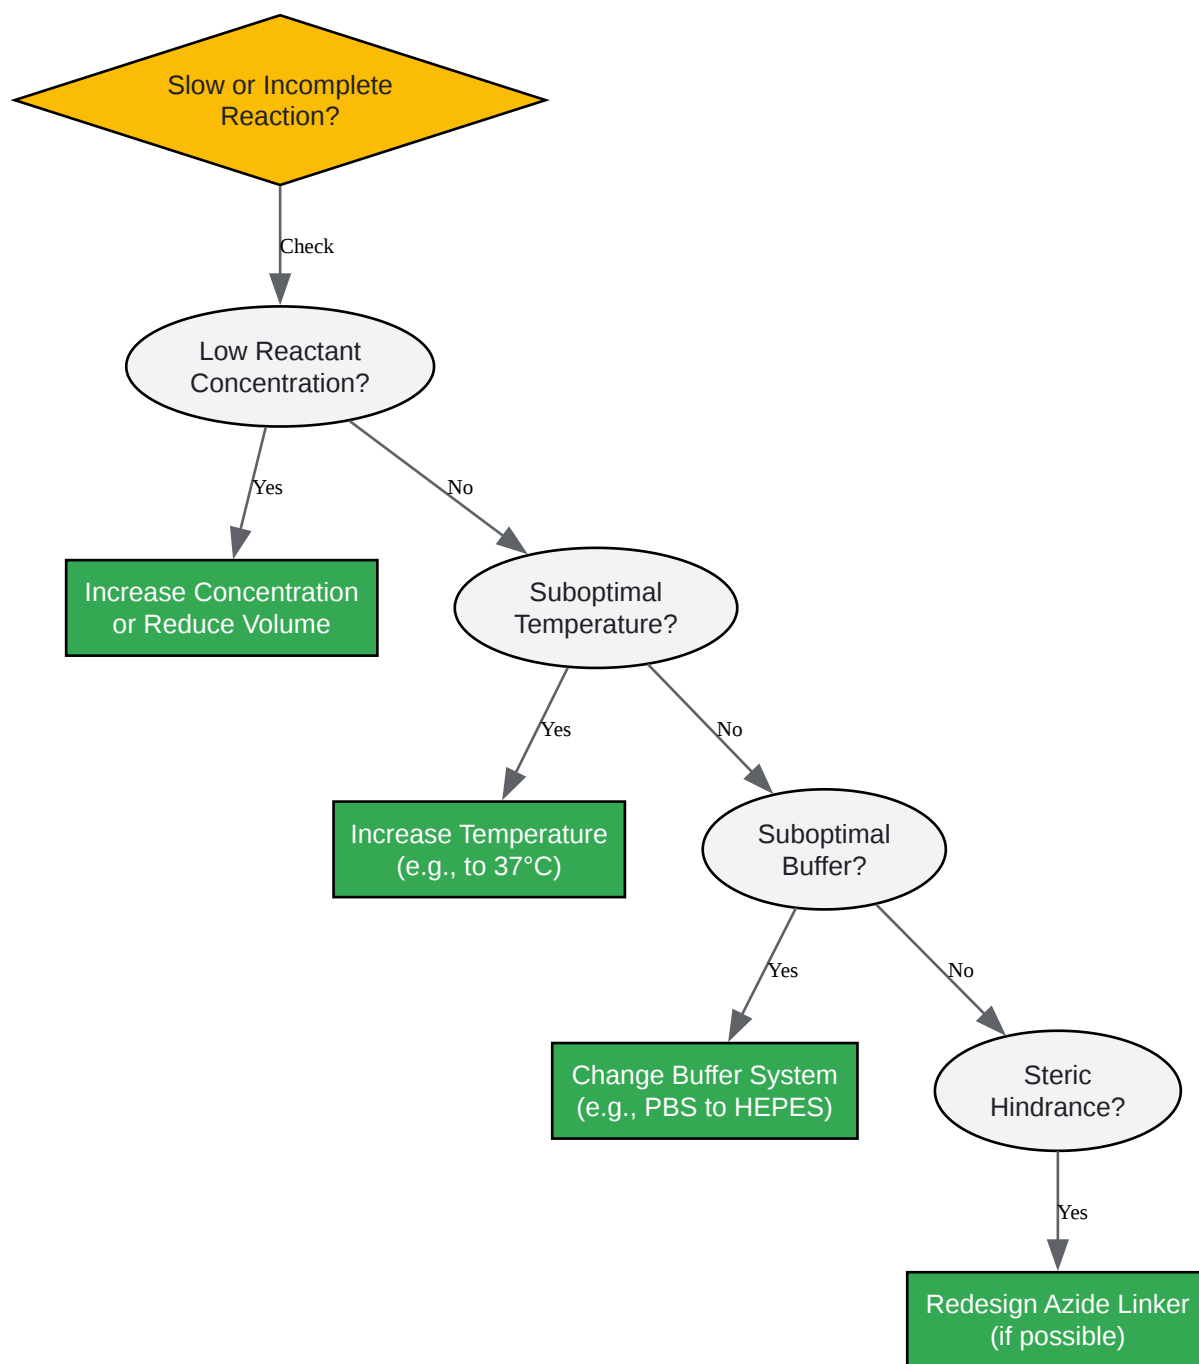 Slow or Incomplete
Reaction?
Check
Low Reactant
Concentration?
Yes
No
Increase Concentration
or Reduce Volume
Suboptimal
Temperature?
Yes
No
Increase Temperature
(e.g., to 37°C)
Suboptimal
Buffer?
Yes
No
Change Buffer System
(e.g., PBS to HEPES)
Steric
Hindrance?
Yes
Redesign Azide Linker
(if possible)